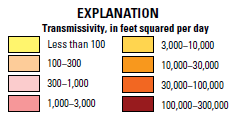 EXPLANATION
Transmissivity, in feet squared per day
Less than 100
100–300
300–1,000
1,000–3,000
3,000–10,000
10,000–30,000
30,000–100,000
100,000–300,000